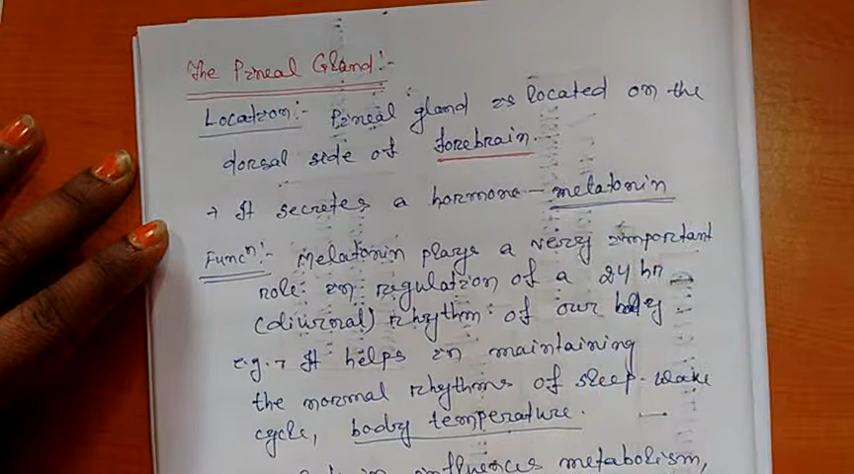 The Pineal Gland:-
Location:- Pineal gland is located on the
dorsal side of forebrain.
→ It secretes a hormone - melatonin
Funcⁿ:- Melatonin plays a very important
role in regulation of a 24 hr
(diurnal) rhythm of our body
e.g. → It helps in maintaining
the normal rhythms of sleep-wake
cycle, body temperature.
influences metabolism,